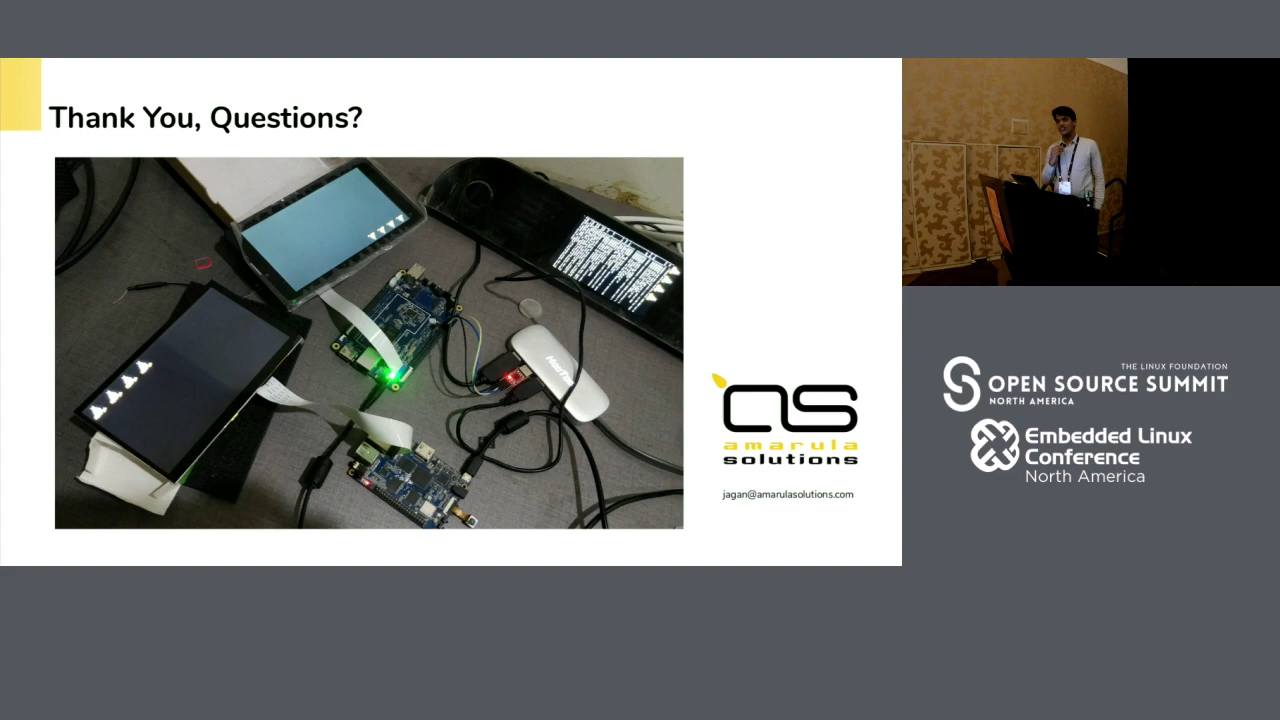 Thank You, Questions?
amarula
solutions
jagan@amarulasolutions.com
THE LINUX FOUNDATION
OPEN SOURCE SUMMIT
NORTH AMERICA
Embedded Linux
Conference
North America